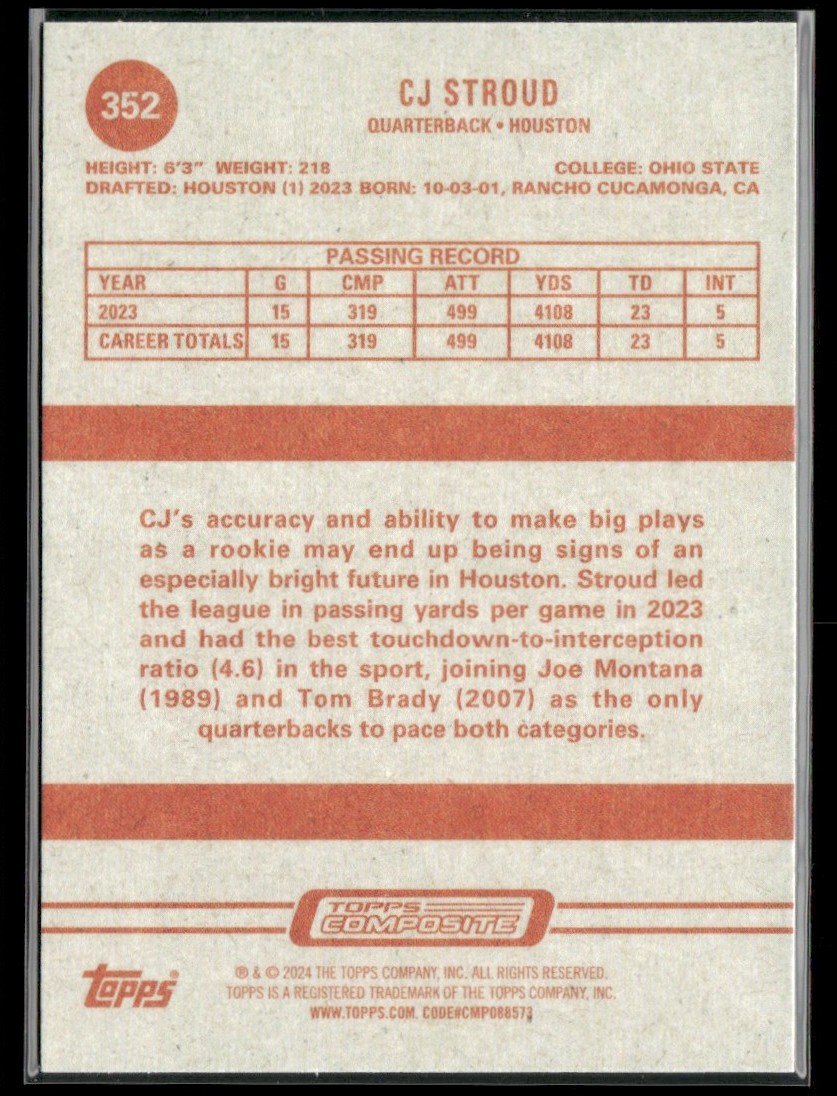 352
CJ STROUD
QUARTERBACK • HOUSTON
HEIGHT: 6'3" WEIGHT: 218 COLLEGE: OHIO STATE
DRAFTED: HOUSTON (1) 2023 BORN: 10-03-01, RANCHO CUCAMONGA, CA
PASSING RECORD
YEAR G CMP ATT YDS TD INT
2023 15 319 499 4108 23 5
CAREER TOTALS 15 319 499 4108 23 5
CJ's accuracy and ability to make big plays
as a rookie may end up being signs of an
especially bright future in Houston. Stroud led
the league in passing yards per game in 2023
and had the best touchdown-to-interception
ratio (4.6) in the sport, joining Joe Montana
(1989) and Tom Brady (2007) as the only
quarterbacks to pace both categories.
TOPPS
COMPOSITE
topps®
® & © 2024 THE TOPPS COMPANY, INC. ALL RIGHTS RESERVED.
TOPPS IS A REGISTERED TRADEMARK OF THE TOPPS COMPANY, INC.
WWW.TOPPS.COM. CODE#CMP088573